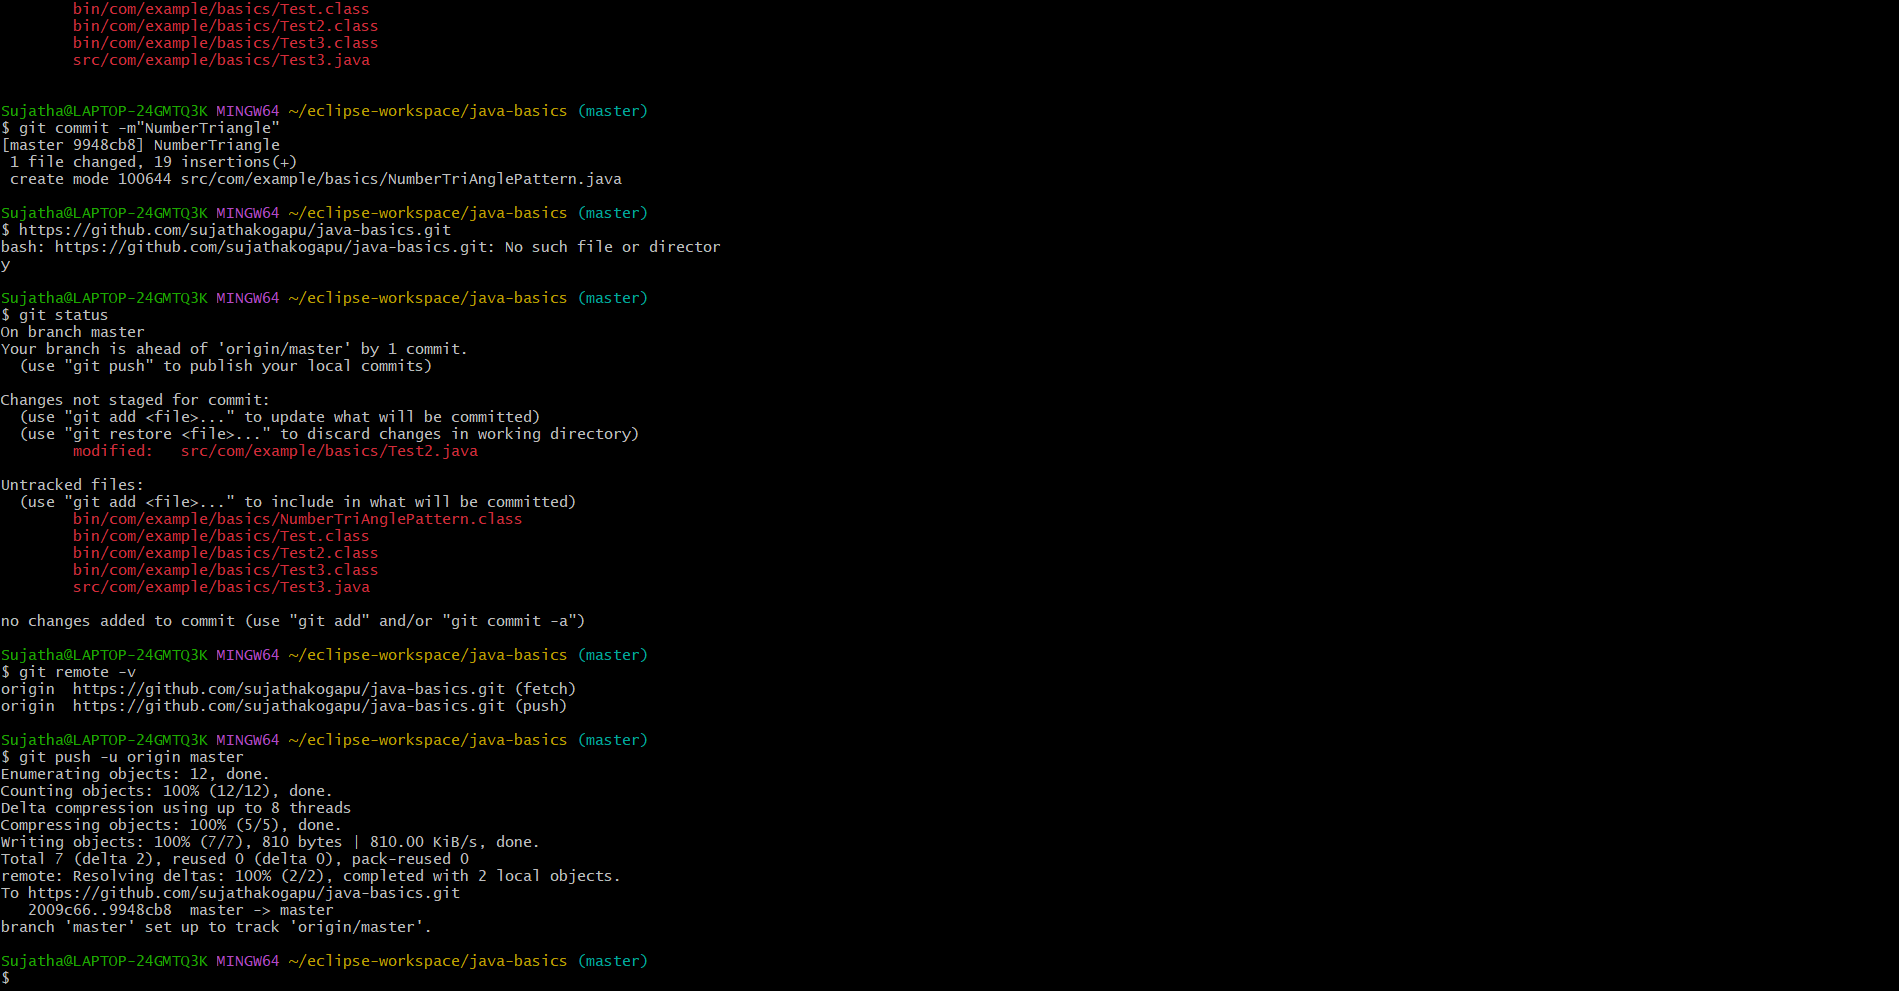 bin/com/example/basics/Test.class
bin/com/example/basics/Test2.class
bin/com/example/basics/Test3.class
src/com/example/basics/Test3.java
Sujatha@LAPTOP-24GMTQ3K MINGW64 ~/eclipse-workspace/java-basics (master)
$ git commit -m"NumberTriangle"
[master 9948cb8] NumberTriangle
1 file changed, 19 insertions(+)
create mode 100644 src/com/example/basics/NumberTriAnglePattern.java
Sujatha@LAPTOP-24GMTQ3K MINGW64 ~/eclipse-workspace/java-basics (master)
$ https://github.com/sujathakogapu/java-basics.git
bash: https://github.com/sujathakogapu/java-basics.git: No such file or director
y
Sujatha@LAPTOP-24GMTQ3K MINGW64 ~/eclipse-workspace/java-basics (master)
$ git status
On branch master
Your branch is ahead of 'origin/master' by 1 commit.
(use "git push" to publish your local commits)
Changes not staged for commit:
(use "git add <file>..." to update what will be committed)
(use "git restore <file>..." to discard changes in working directory)
modified:   src/com/example/basics/Test2.java
Untracked files:
(use "git add <file>..." to include in what will be committed)
bin/com/example/basics/NumberTriAnglePattern.class
bin/com/example/basics/Test.class
bin/com/example/basics/Test2.class
bin/com/example/basics/Test3.class
src/com/example/basics/Test3.java
no changes added to commit (use "git add" and/or "git commit -a")
Sujatha@LAPTOP-24GMTQ3K MINGW64 ~/eclipse-workspace/java-basics (master)
$ git remote -v
origin  https://github.com/sujathakogapu/java-basics.git (fetch)
origin  https://github.com/sujathakogapu/java-basics.git (push)
Sujatha@LAPTOP-24GMTQ3K MINGW64 ~/eclipse-workspace/java-basics (master)
$ git push -u origin master
Enumerating objects: 12, done.
Counting objects: 100% (12/12), done.
Delta compression using up to 8 threads
Compressing objects: 100% (5/5), done.
Writing objects: 100% (7/7), 810 bytes | 810.00 KiB/s, done.
Total 7 (delta 2), reused 0 (delta 0), pack-reused 0
remote: Resolving deltas: 100% (2/2), completed with 2 local objects.
To https://github.com/sujathakogapu/java-basics.git
2009c66..9948cb8  master -> master
branch 'master' set up to track 'origin/master'.
Sujatha@LAPTOP-24GMTQ3K MINGW64 ~/eclipse-workspace/java-basics (master)
$